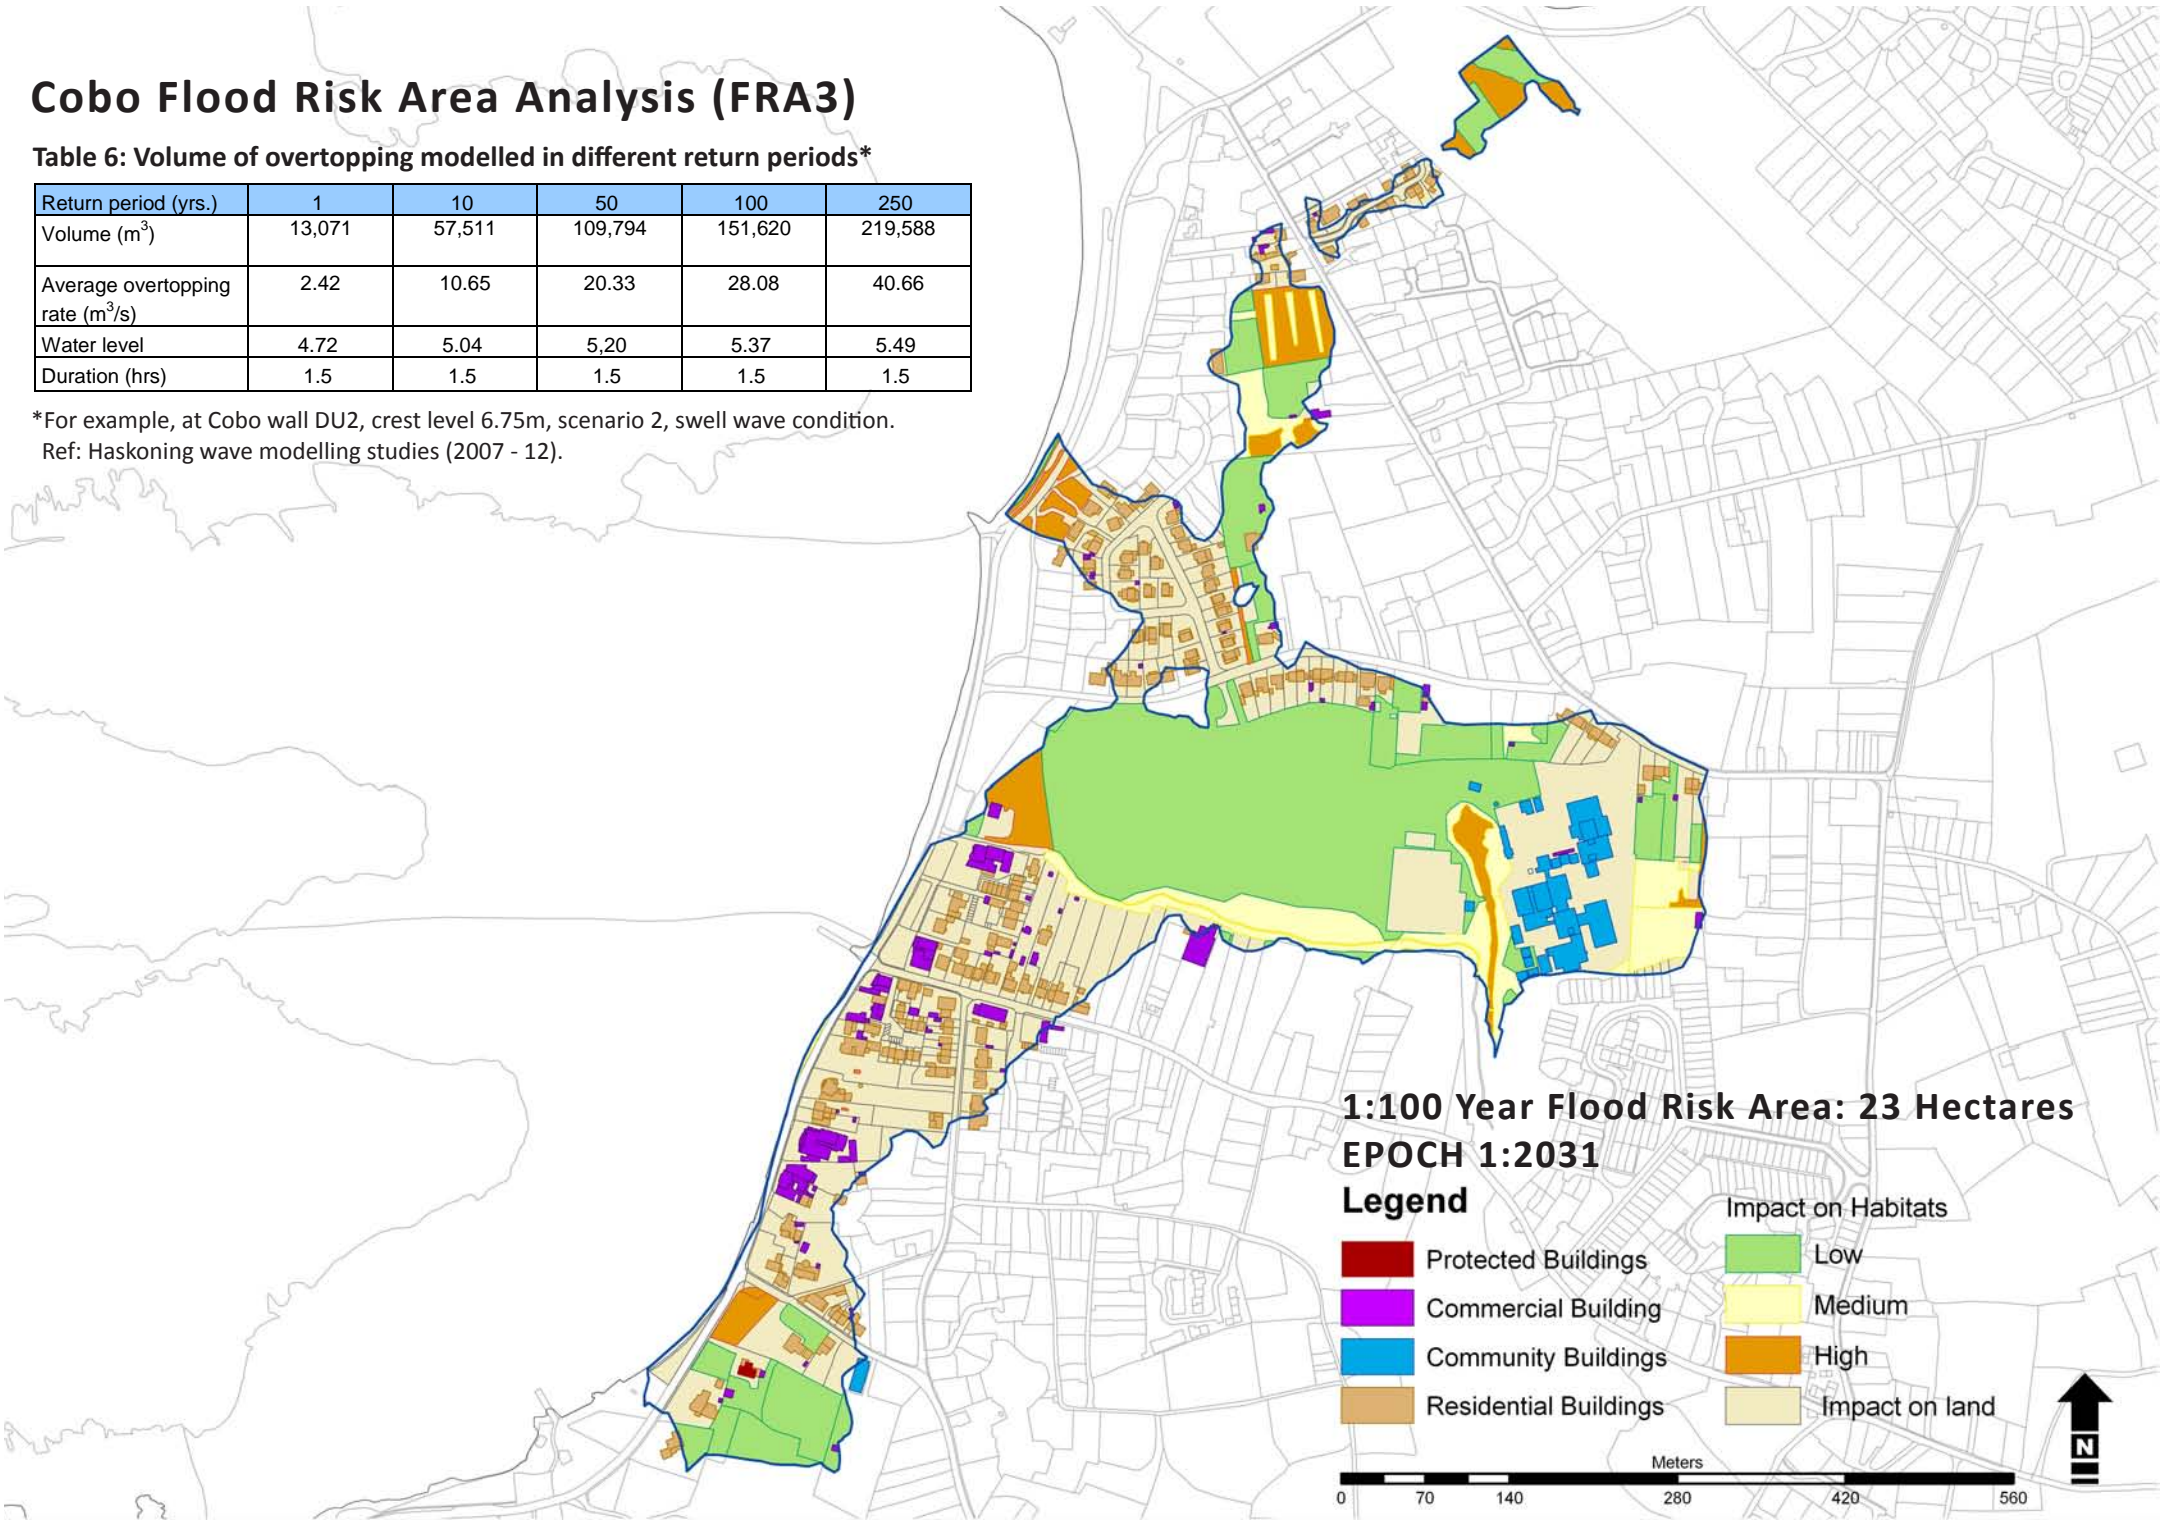 Cobo Flood Risk Area Analysis (FRA3)
Table 6: Volume of overtopping modelled in different return periods*
Return period (yrs.) 1 10 50 100 250
Volume (m³) 13,071 57,511 109,794 151,620 219,588
Average overtopping 2.42 10.65 20.33 28.08 40.66
rate (m³/s)
Water level 4.72 5.04 5,20 5.37 5.49
Duration (hrs) 1.5 1.5 1.5 1.5 1.5
*For example, at Cobo wall DU2, crest level 6.75m, scenario 2, swell wave condition.
Ref: Haskoning wave modelling studies (2007 - 12).
1:100 Year Flood Risk Area: 23 Hectares
EPOCH 1:2031
Legend
Protected Buildings
Commercial Building
Community Buildings
Residential Buildings
Impact on Habitats
Low
Medium
High
Impact on land
N
Meters
0 70 140 280 420 560